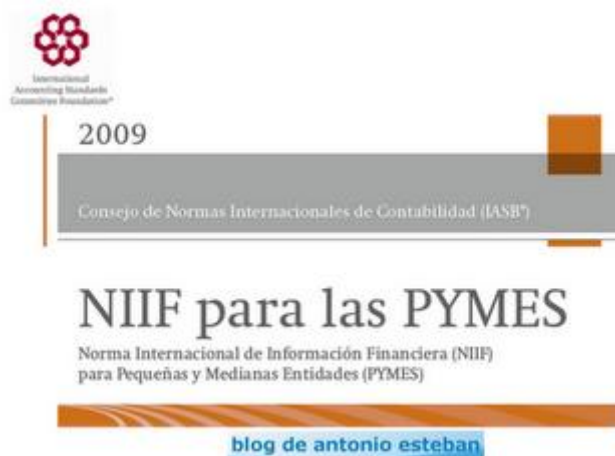 International
Accounting Standards
Committee Foundation®
2009
Consejo de Normas Internacionales de Contabilidad (IASB®)
NIIF para las PYMES
Norma Internacional de Información Financiera (NIIF)
para Pequeñas y Medianas Entidades (PYMES)
blog de antonio esteban